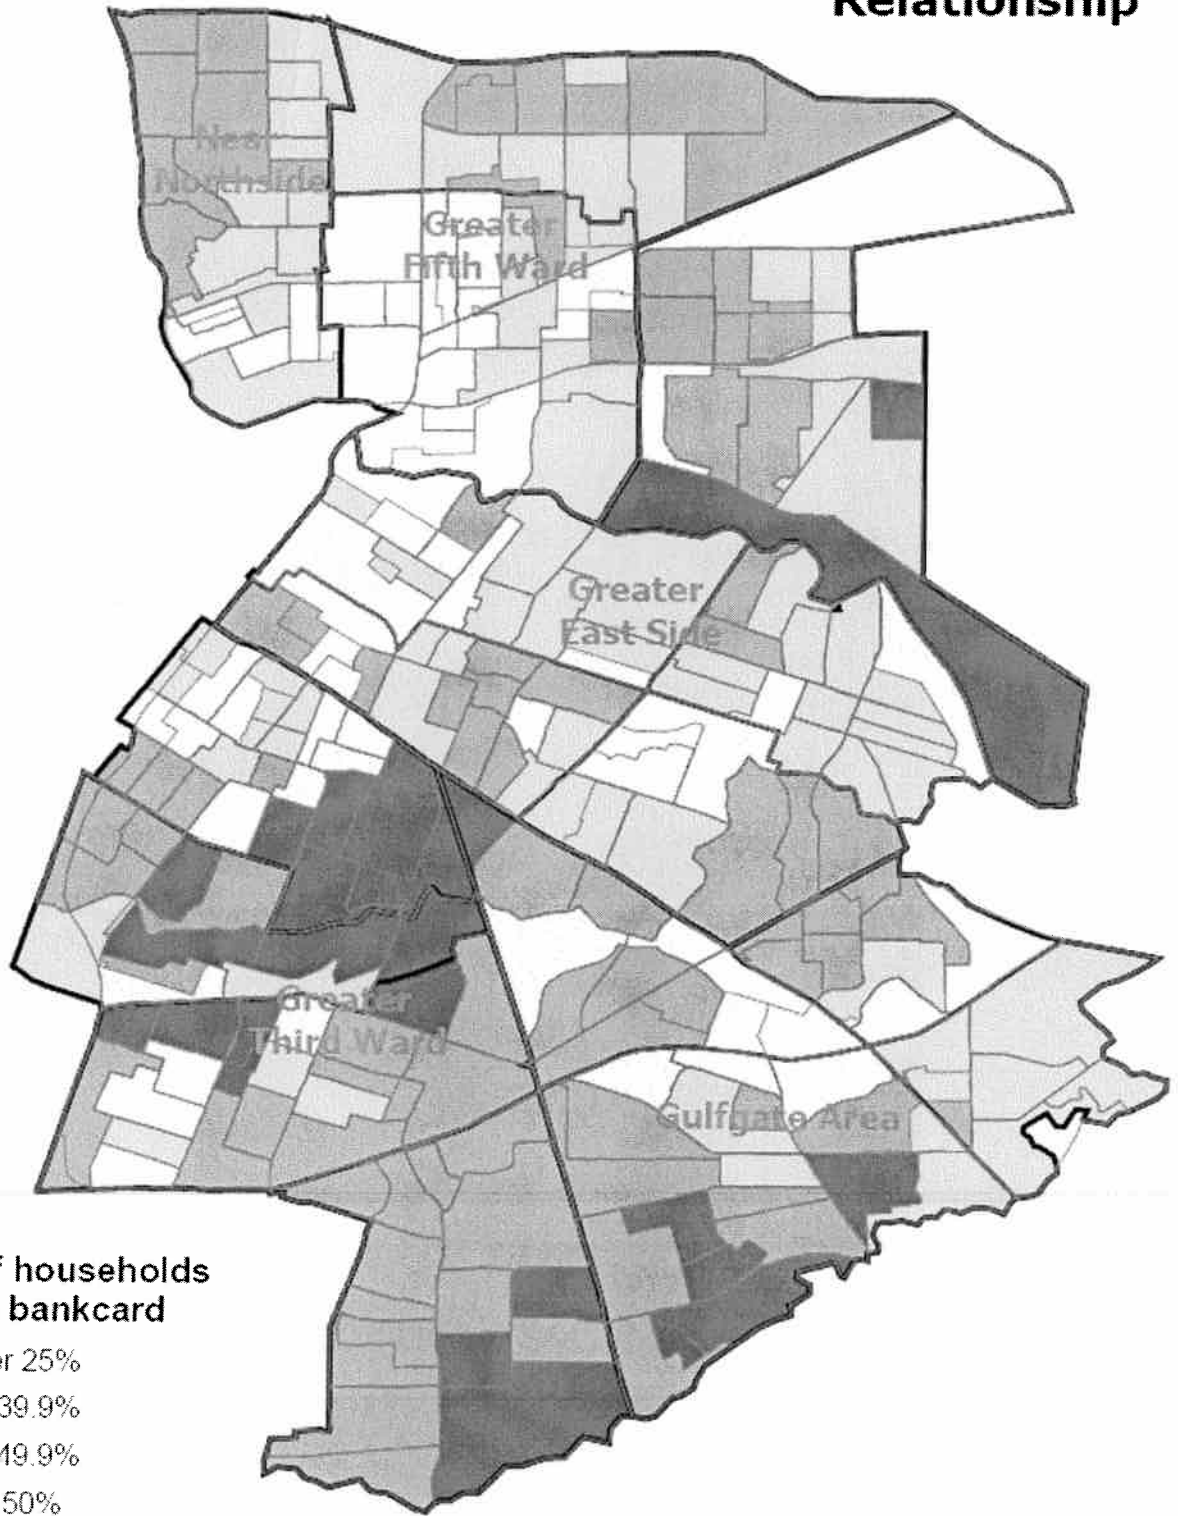 Relationship
Near
Northside
Greater
Fifth Ward
Greater
East Side
Greater
Third Ward
Gulfgate Area
f households
bankcard
r 25%
39.9%
49.9%
50%